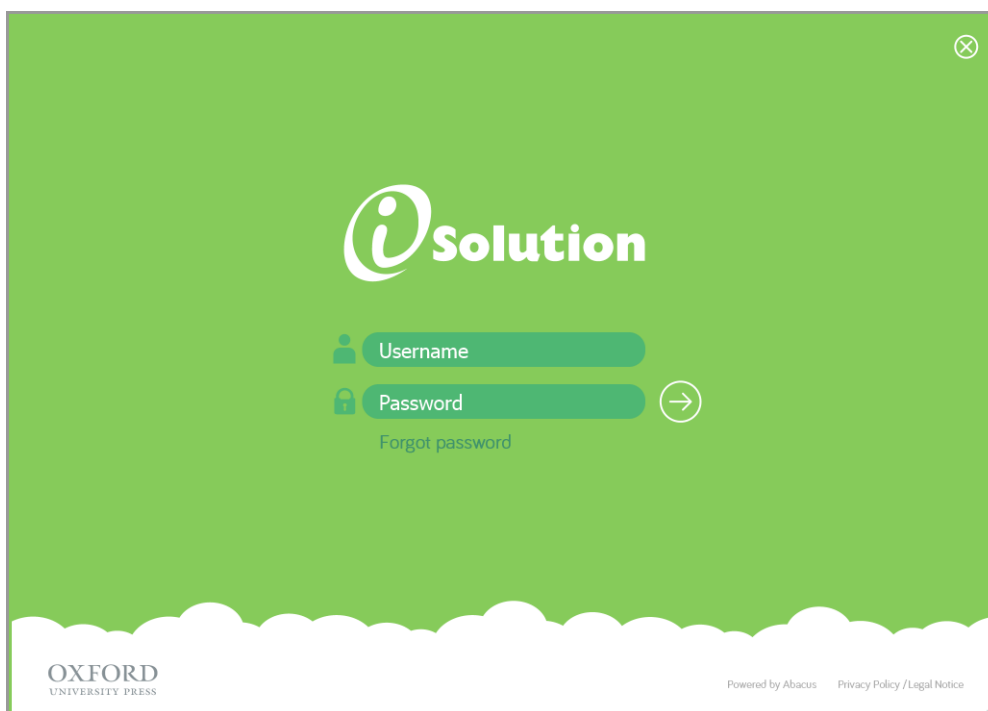 iSolution
Username
Password
Forgot password
OXFORD
UNIVERSITY PRESS
Powered by Abacus Privacy Policy / Legal Notice